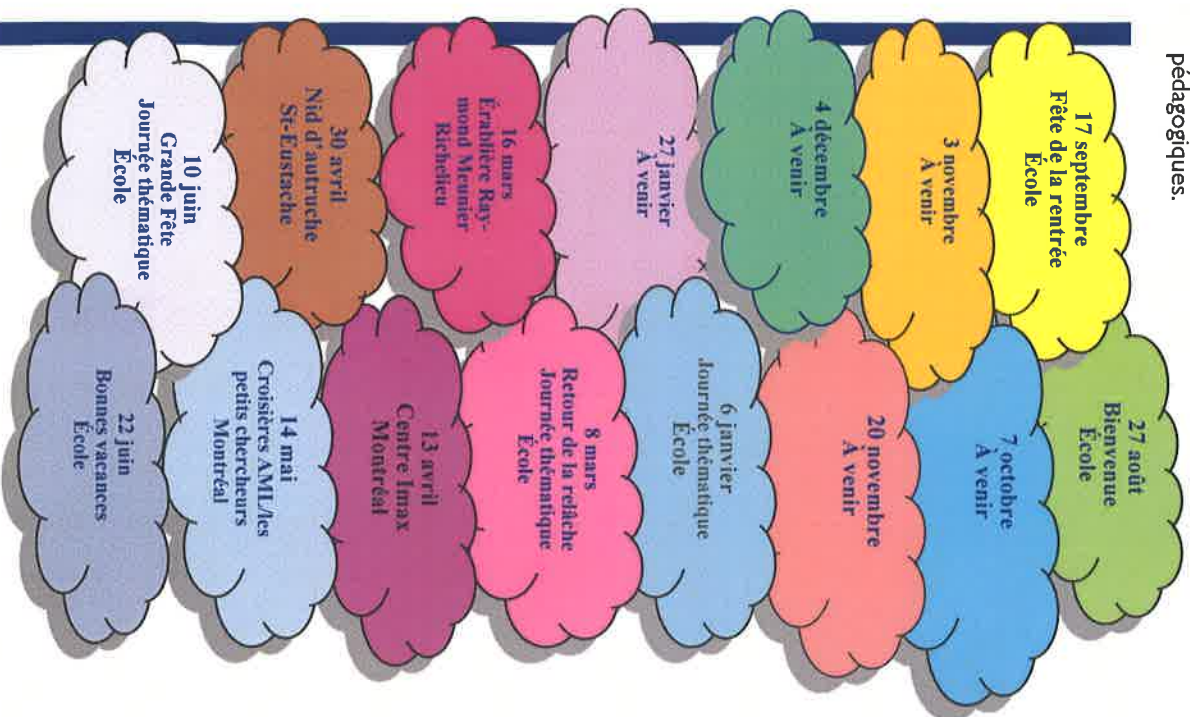 pédagogiques.
27 août
Bienvenue
École
17 septembre
Fête de la rentrée
École
7 octobre
À venir
3 novembre
À venir
20 novembre
À venir
4 décembre
À venir
6 janvier
Journée thématique
École
27 janvier
À venir
8 mars
Retour de la relâche
Journée thématique
École
16 mars
Érablière Ray-
mond Meunier
Richelieu
13 avril
Centre Imax
Montréal
30 avril
Nid d'autruche
St-Eustache
14 mai
Croisières AML/les
petits chercheurs
Montréal
10 juin
Grande Fête
Journée thématique
École
22 juin
Bonnes vacances
École